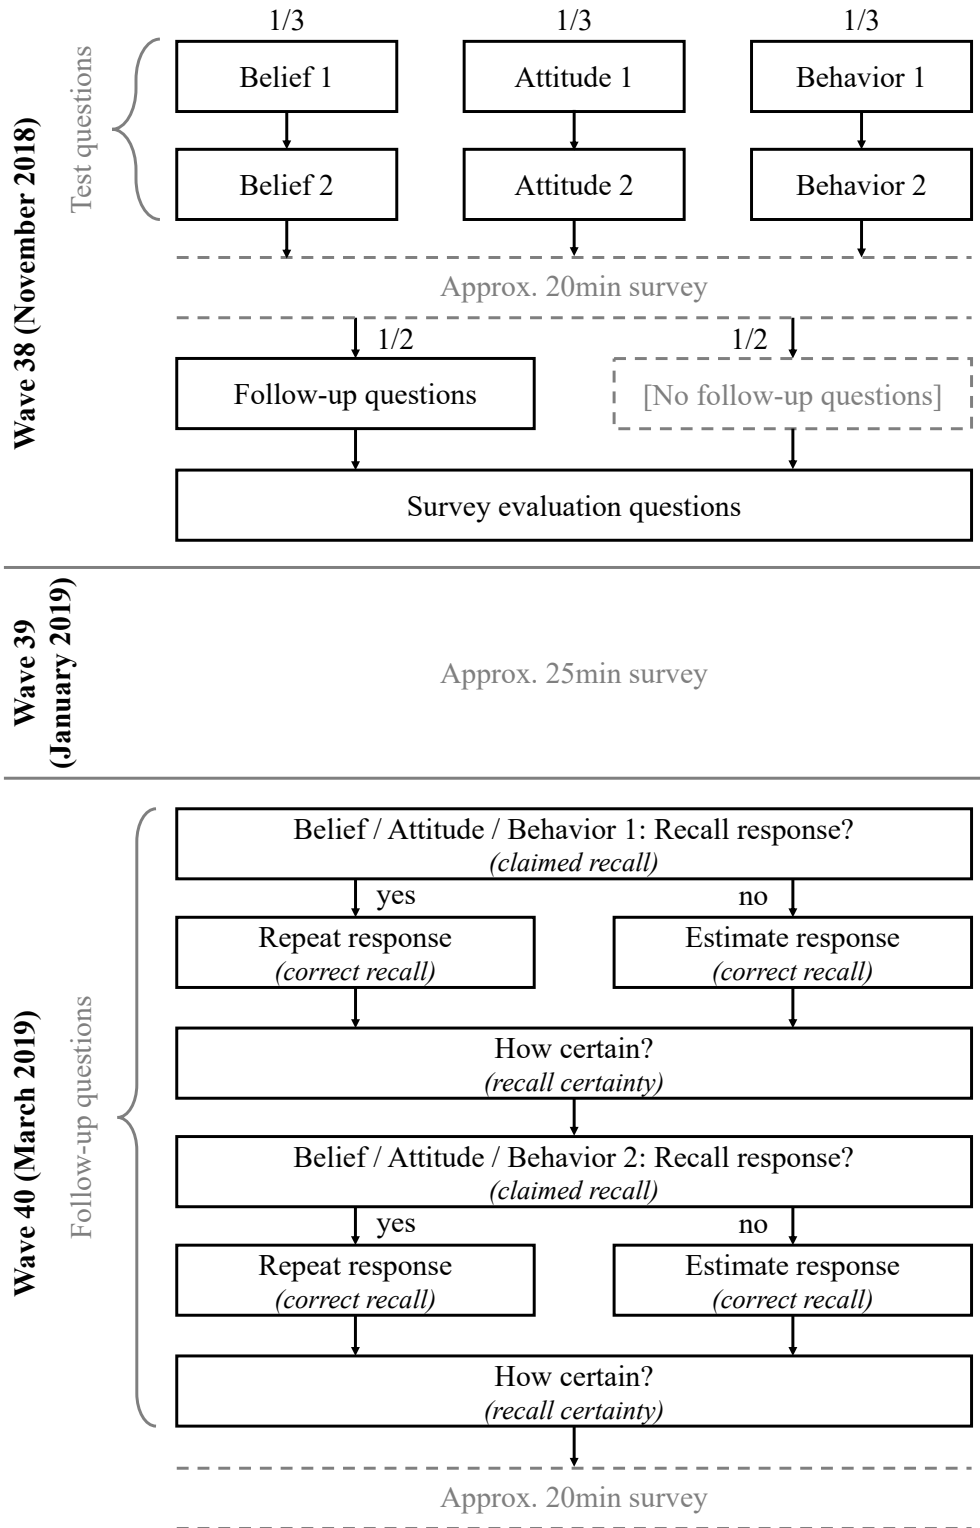 Wave 38 (November 2018)
Test questions
1/3
1/3
1/3
Belief 1
Attitude 1
Behavior 1
Belief 2
Attitude 2
Behavior 2
Approx. 20min survey
1/2
1/2
Follow-up questions
[No follow-up questions]
Survey evaluation questions
Wave 39
(January 2019)
Approx. 25min survey
Wave 40 (March 2019)
Follow-up questions
Belief / Attitude / Behavior 1: Recall response?
(claimed recall)
yes
no
Repeat response
(correct recall)
Estimate response
(correct recall)
How certain?
(recall certainty)
Belief / Attitude / Behavior 2: Recall response?
(claimed recall)
yes
no
Repeat response
(correct recall)
Estimate response
(correct recall)
How certain?
(recall certainty)
Approx. 20min survey